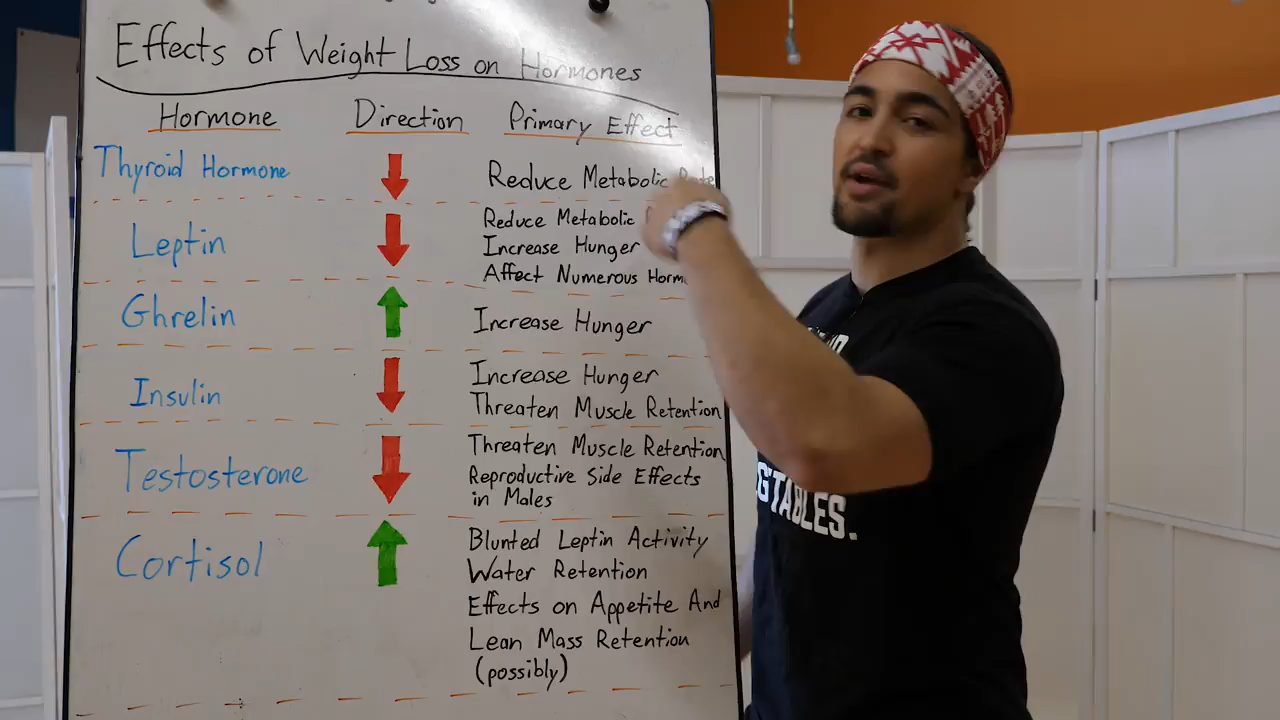 Effects of Weight Loss on Hormones
Hormone Direction Primary Effect
Thyroid Hormone Reduce Metabolic
Leptin Reduce Metabolic
Increase Hunger
Affect Numerous
Ghrelin Increase Hunger
Insulin Increase Hunger
Threaten Muscle Retention
Testosterone Threaten Muscle Retention
Reproductive Side Effects
in Males
Cortisol Blunted Leptin Activity
Water Retention
Effects on Appetite And
Lean Mass Retention
(possibly)
GTABLES.